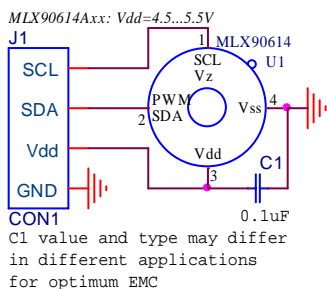 MLX90614Axx: Vdd=4.5...5.5V
J1
SCL
SDA
Vdd
GND
CON1
1
MLX90614
U1
SCL
Vz
PWM
SDA
2
Vss
4
Vdd
3
C1
0.1uF
C1 value and type may differ
in different applications
for optimum EMC